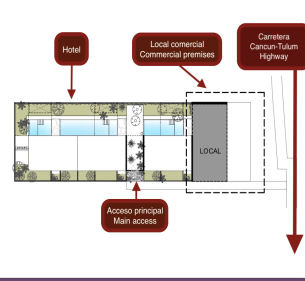 Carretera
Cancun-Tulum
Highway
Hotel
Local comercial
Commercial premises
LOCAL
Acceso principal
Main access